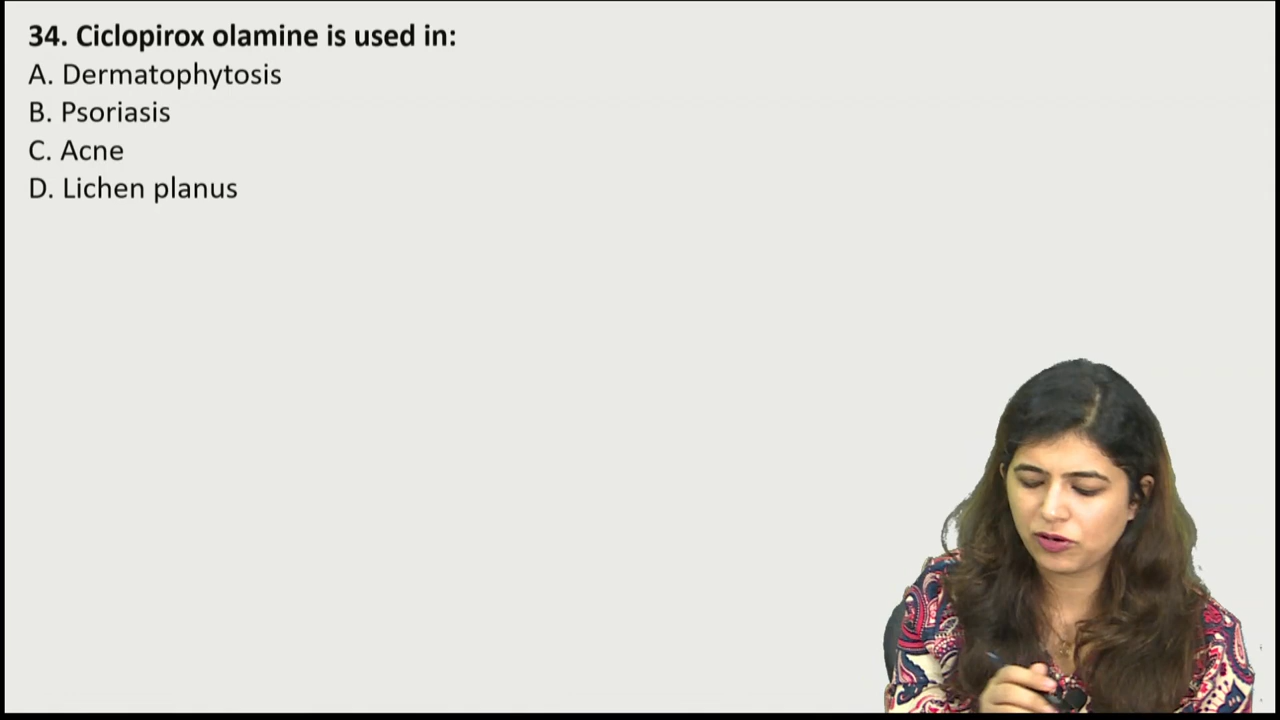 34. Ciclopirox olamine is used in:
A. Dermatophytosis
B. Psoriasis
C. Acne
D. Lichen planus